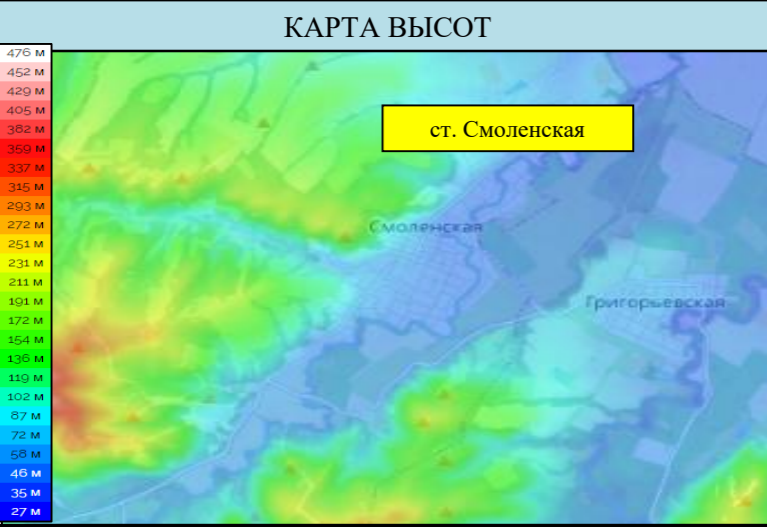 КАРТА ВЫСОТ
476 м
452 м
429 м
405 м
382 м
359 м
337 м
315 м
293 м
272 м
251 м
231 м
211 м
191 м
172 м
154 м
136 м
119 м
102 м
87 м
72 м
58 м
46 м
35 м
27 м
ст. Смоленская
Смоленская
Григорьевская